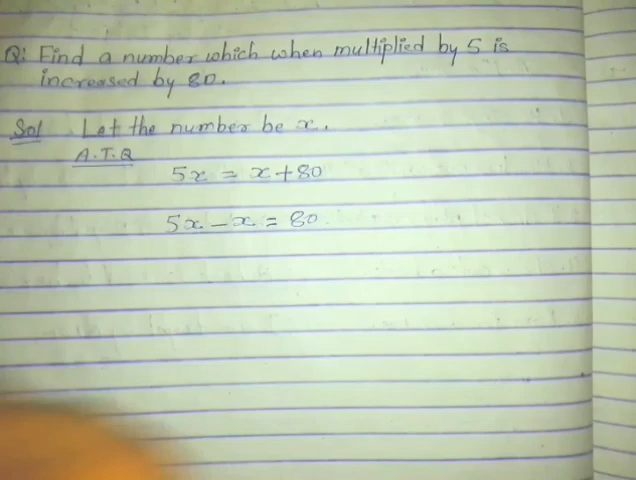 Q: Find a number which when multiplied by 5 is
increased by 80.
Sol Let the number be x.
A.T.Q
5x = x + 80
5x - x = 80